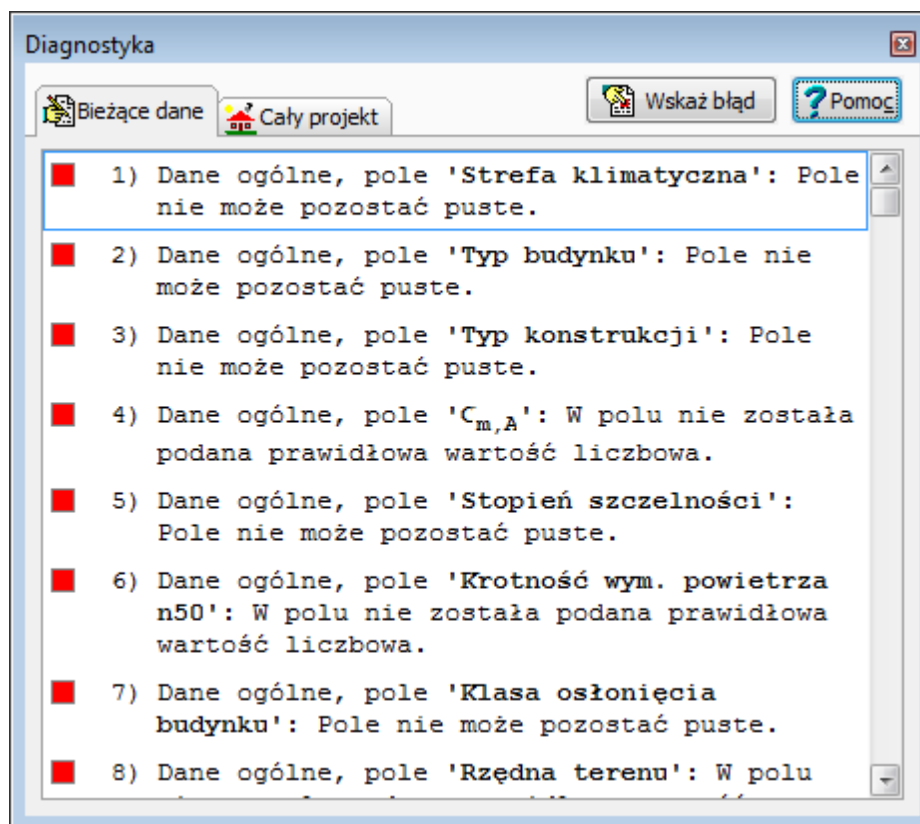 Diagnostyka
Bieżące dane
Cały projekt
Wskaż błąd
Pomoc
1) Dane ogólne, pole 'Strefa klimatyczna': Pole
nie może pozostać puste.
2) Dane ogólne, pole 'Typ budynku': Pole nie
może pozostać puste.
3) Dane ogólne, pole 'Typ konstrukcji': Pole
nie może pozostać puste.
4) Dane ogólne, pole 'Cm,A': W polu nie została
podana prawidłowa wartość liczbowa.
5) Dane ogólne, pole 'Stopień szczelności':
Pole nie może pozostać puste.
6) Dane ogólne, pole 'Krotność wym. powietrza
n50': W polu nie została podana prawidłowa
wartość liczbowa.
7) Dane ogólne, pole 'Klasa osłonięcia
budynku': Pole nie może pozostać puste.
8) Dane ogólne, pole 'Rzędna terenu': W polu